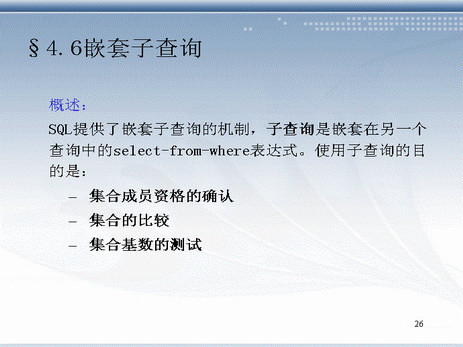 §4.6嵌套子查询
概述：
SQL提供了嵌套子查询的机制，子查询是嵌套在另一个
查询中的select-from-where表达式。使用子查询的目
的是：
– 集合成员资格的确认
– 集合的比较
– 集合基数的测试
26